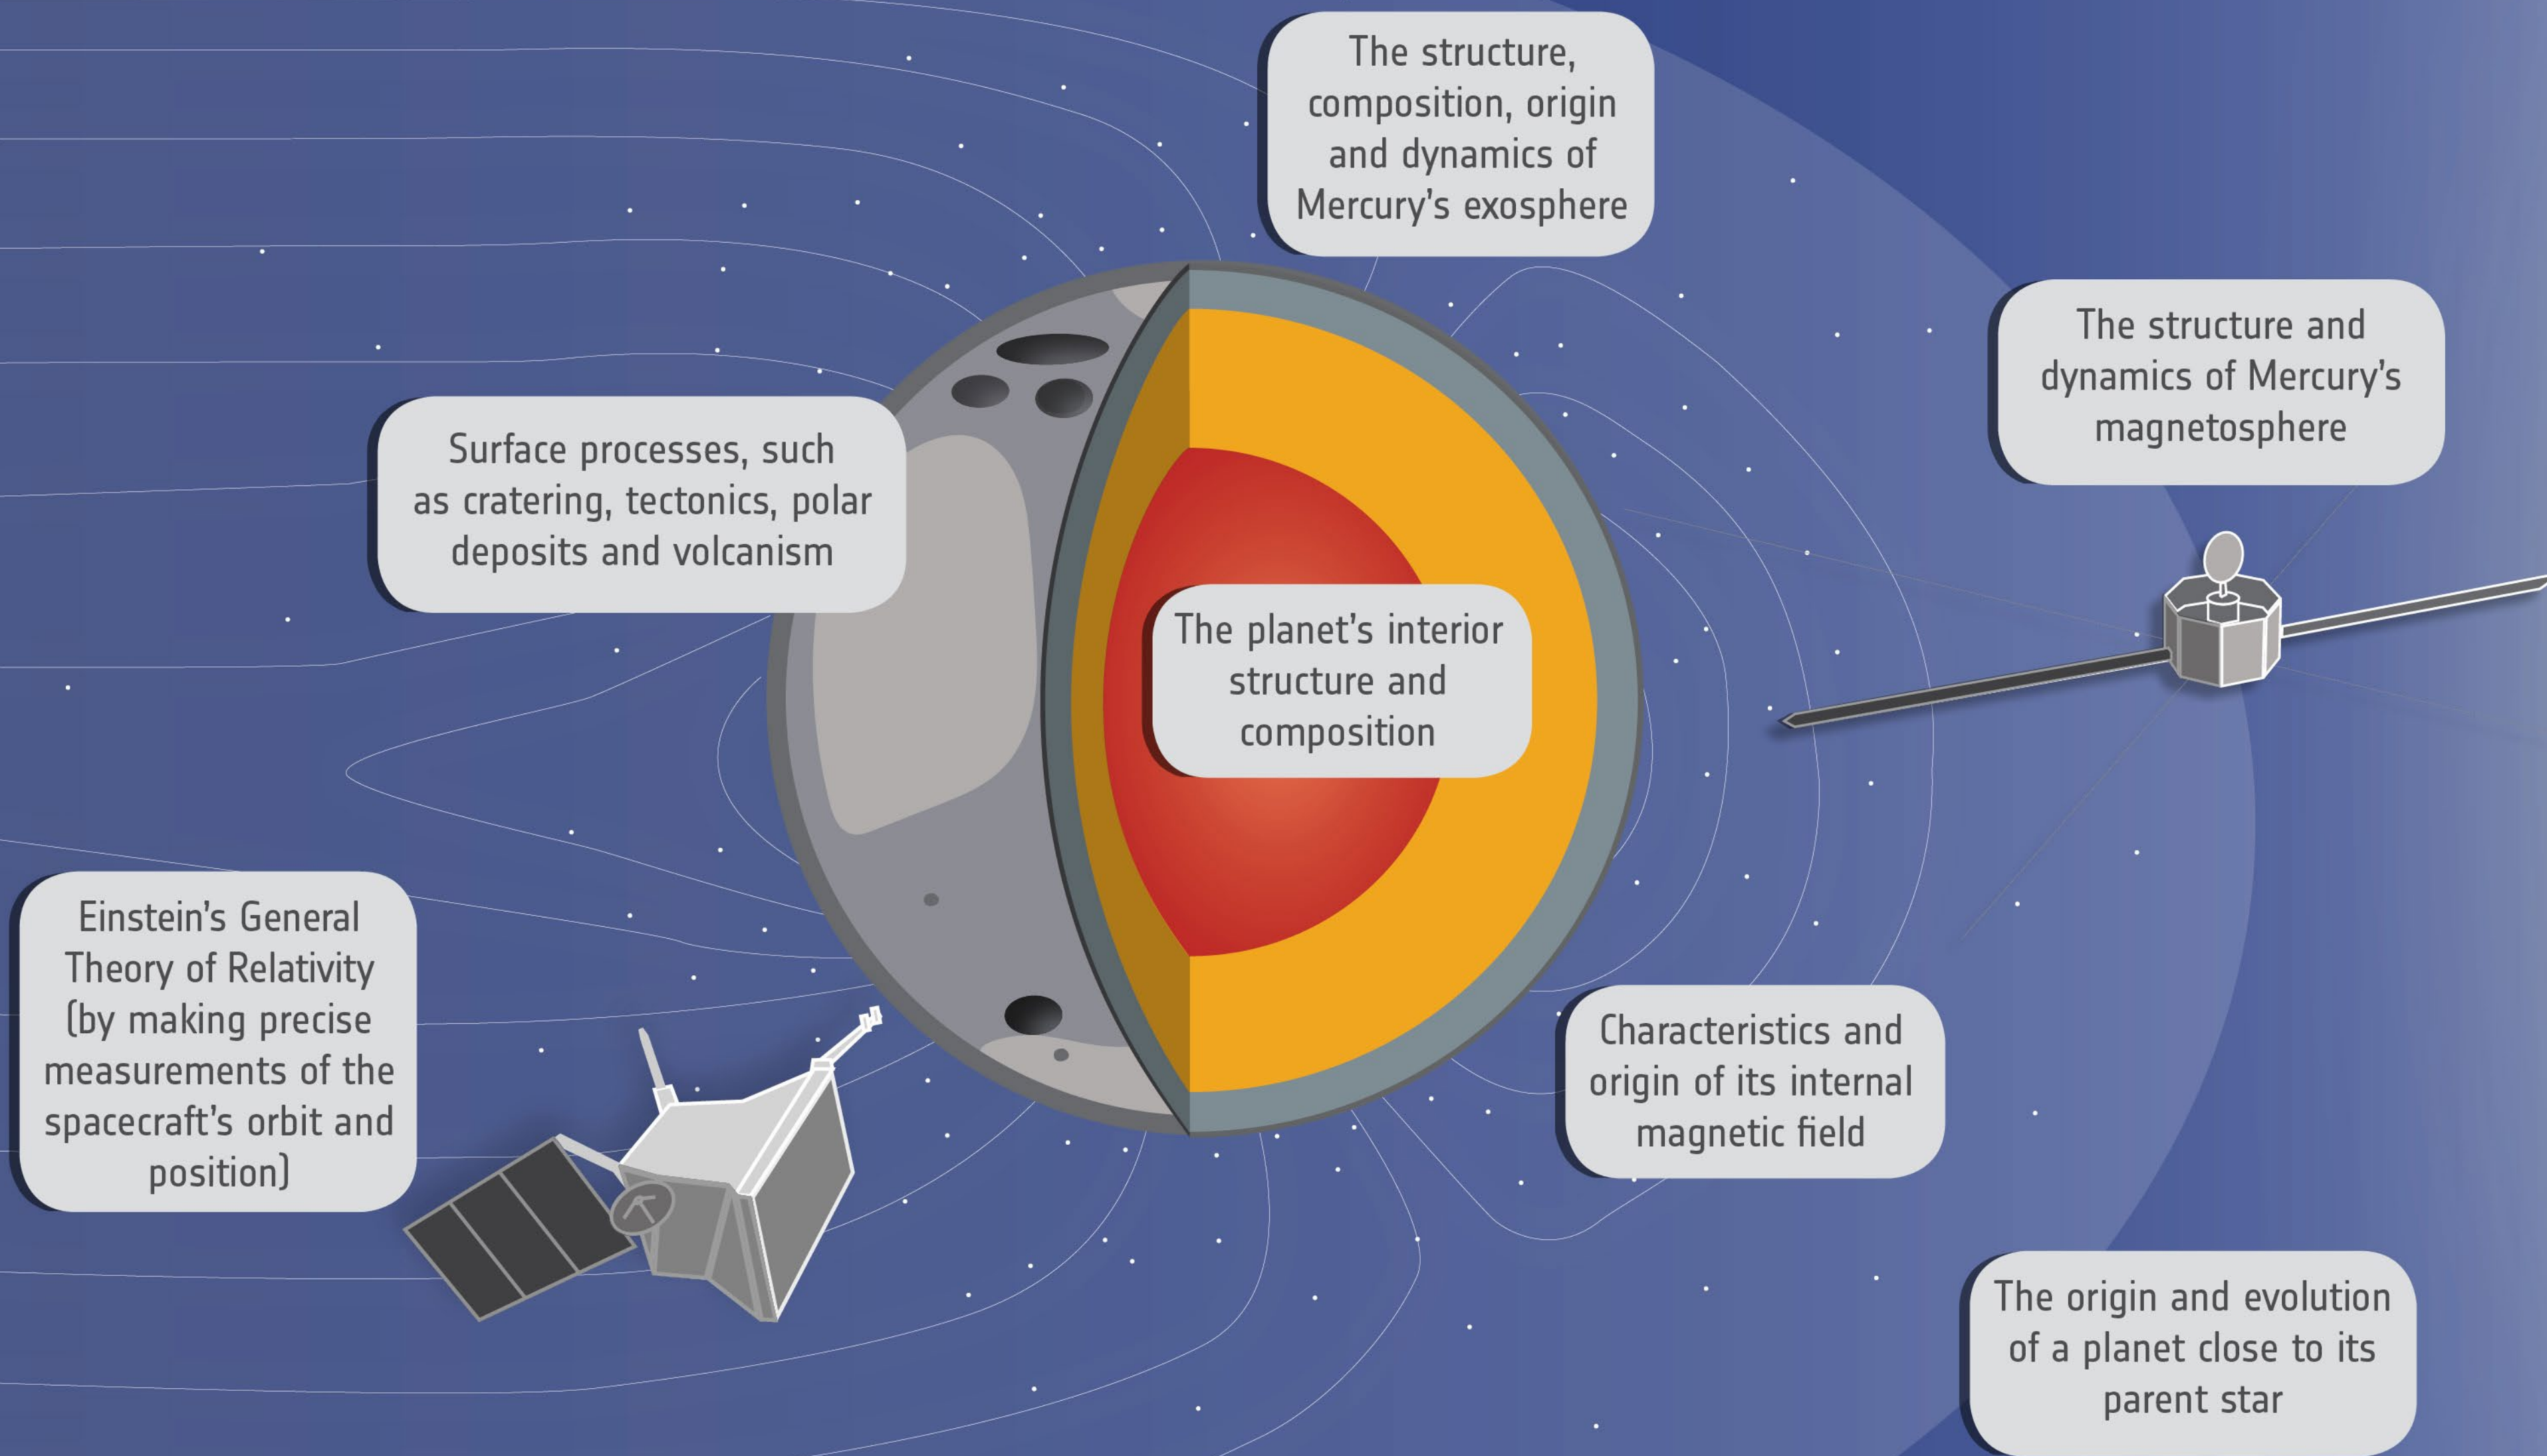 The structure,
composition, origin
and dynamics of
Mercury's exosphere
The structure and
dynamics of Mercury's
magnetosphere
Surface processes, such
as cratering, tectonics, polar
deposits and volcanism
The planet's interior
structure and
composition
Einstein's General
Theory of Relativity
(by making precise
measurements of the
spacecraft's orbit and
position)
Characteristics and
origin of its internal
magnetic field
The origin and evolution
of a planet close to its
parent star